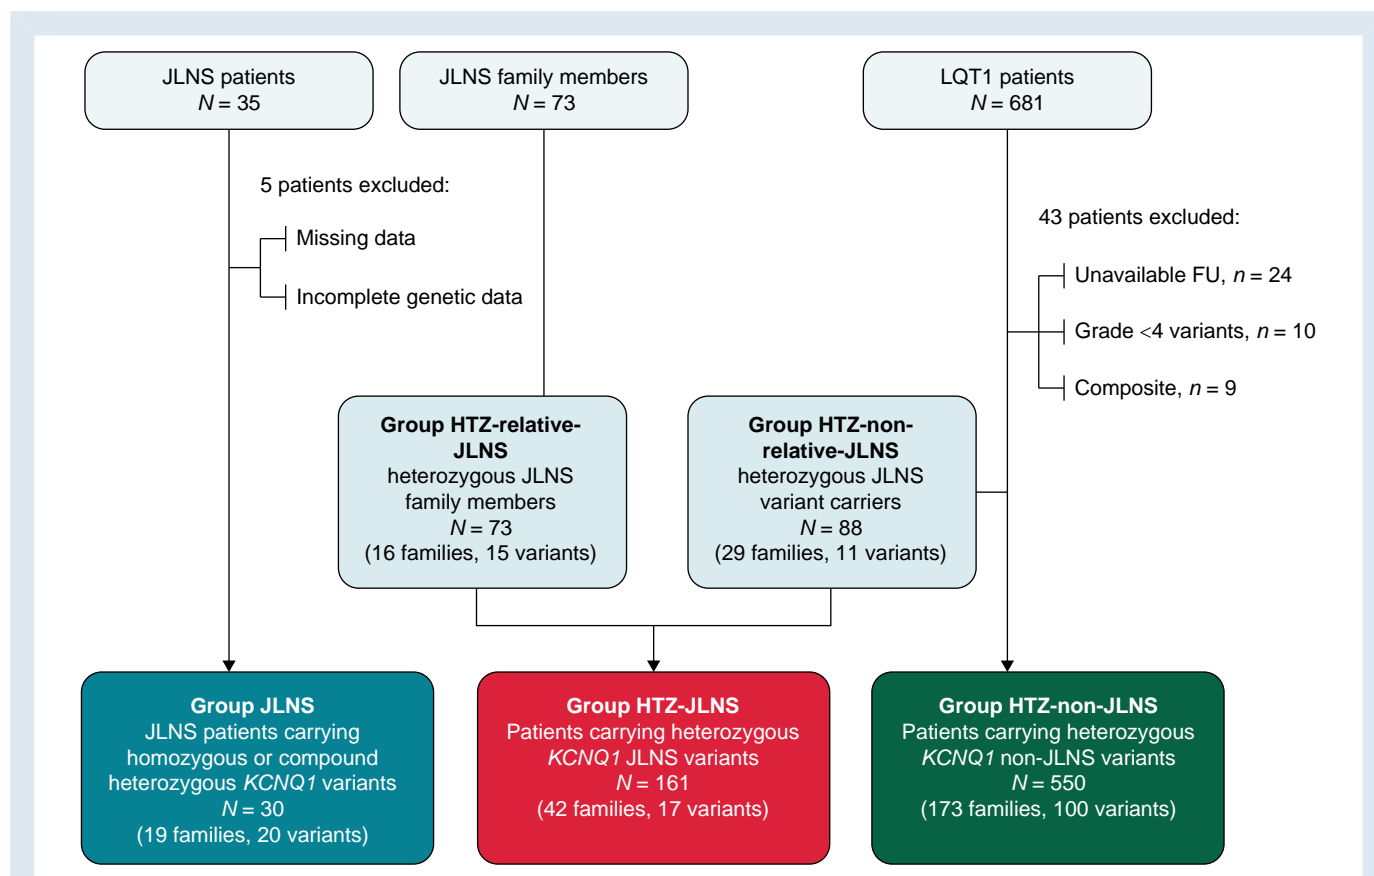 JLNS patients
N = 35
JLNS family members
N = 73
LQT1 patients
N = 681
5 patients excluded:
Missing data
Incomplete genetic data
43 patients excluded:
Unavailable FU, n = 24
Grade <4 variants, n = 10
Composite, n = 9
Group HTZ-relative-
JLNS
heterozygous JLNS
family members
N = 73
(16 families, 15 variants)
Group HTZ-non-
relative-JLNS
heterozygous JLNS
variant carriers
N = 88
(29 families, 11 variants)
Group JLNS
JLNS patients carrying
homozygous or compound
heterozygous KCNQ1 variants
N = 30
(19 families, 20 variants)
Group HTZ-JLNS
Patients carrying heterozygous
KCNQ1 JLNS variants
N = 161
(42 families, 17 variants)
Group HTZ-non-JLNS
Patients carrying heterozygous
KCNQ1 non-JLNS variants
N = 550
(173 families, 100 variants)